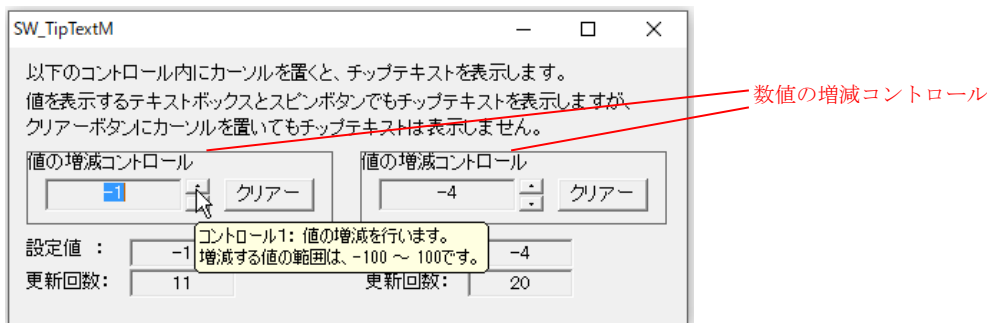 SW_TipTextM
以下のコントロール内にカーソルを置くと、チップテキストを表示します。
値を表示するテキストボックスとスピンボタンでもチップテキストを表示しますが、
クリアーボタンにカーソルを置いてもチップテキストは表示しません。
数値の増減コントロール
値の増減コントロール
値の増減コントロール
-1
クリアー
-4
クリアー
コントロール1: 値の増減を行います。
増減する値の範囲は、-100 ～ 100です。
設定値 :
-1
-4
更新回数:
11
更新回数:
20